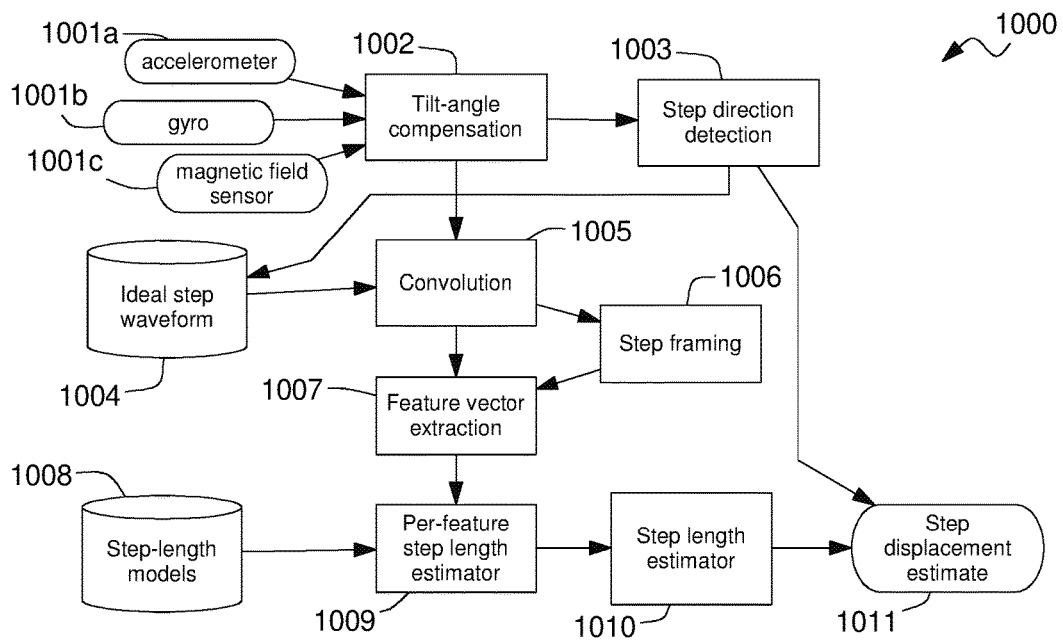 1000
1001a
accelerometer
1001b
gyro
1001c
magnetic field
sensor
1002
Tilt-angle
compensation
1003
Step direction
detection
Ideal step
waveform
1004
1005
Convolution
1006
Step framing
1007
Feature vector
extraction
1008
Step-length
models
Per-feature
step length
estimator
1009
Step length
estimator
1010
Step
displacement
estimate
1011